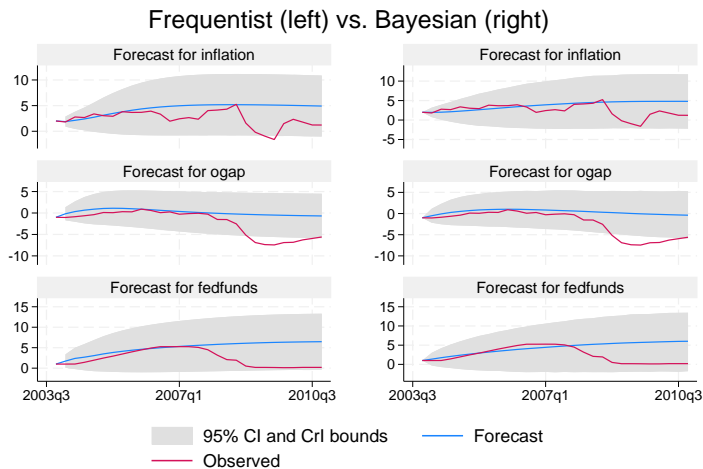 Frequentist (left) vs. Bayesian (right)
Forecast for inflation
10
5
0
Forecast for inflation
10
5
0
-5
Forecast for ogap
5
0
-5
-10
Forecast for ogap
5
0
-5
-10
Forecast for fedfunds
15
10
5
0
2003q3 2007q1 2010q3
Forecast for fedfunds
15
10
5
0
2003q3 2007q1 2010q3
95% CI and CrI bounds Forecast
Observed